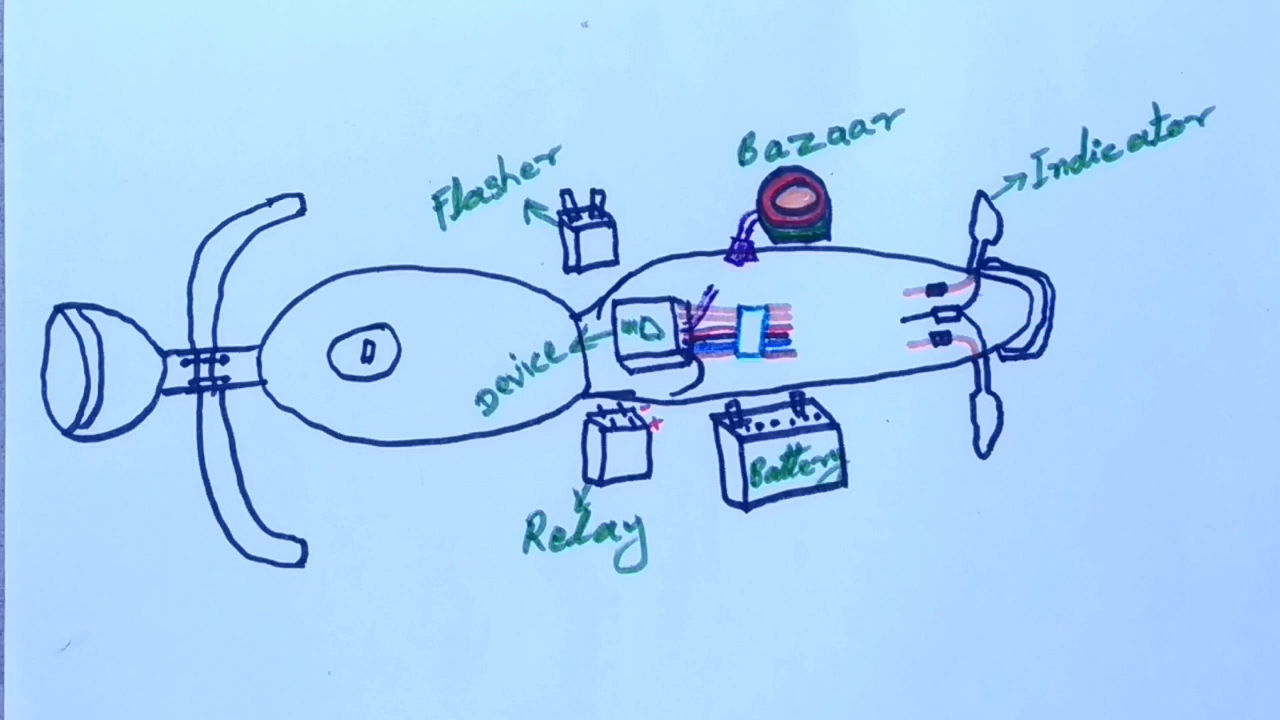 Bazaar
Indicator
Flasher
Device
Battery
Relay